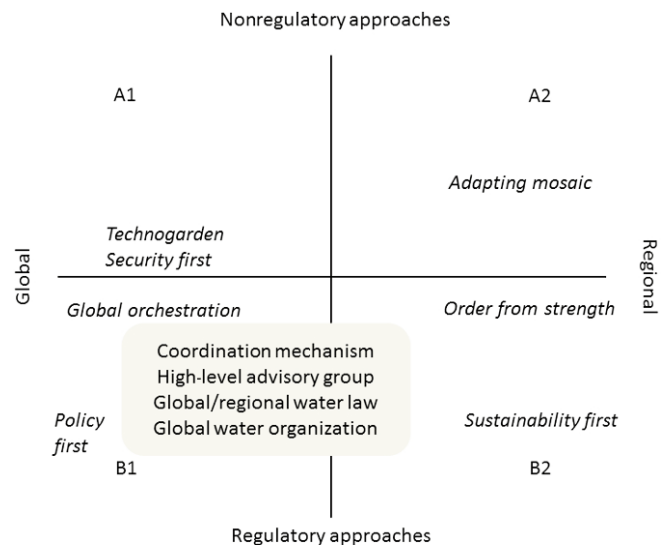 Nonregulatory approaches
A1
A2
Adapting mosaic
Technogarden
Security first
Global
Regional
Global orchestration
Order from strength
Coordination mechanism
High-level advisory group
Global/regional water law
Global water organization
Policy
first
Sustainability first
B1
B2
Regulatory approaches